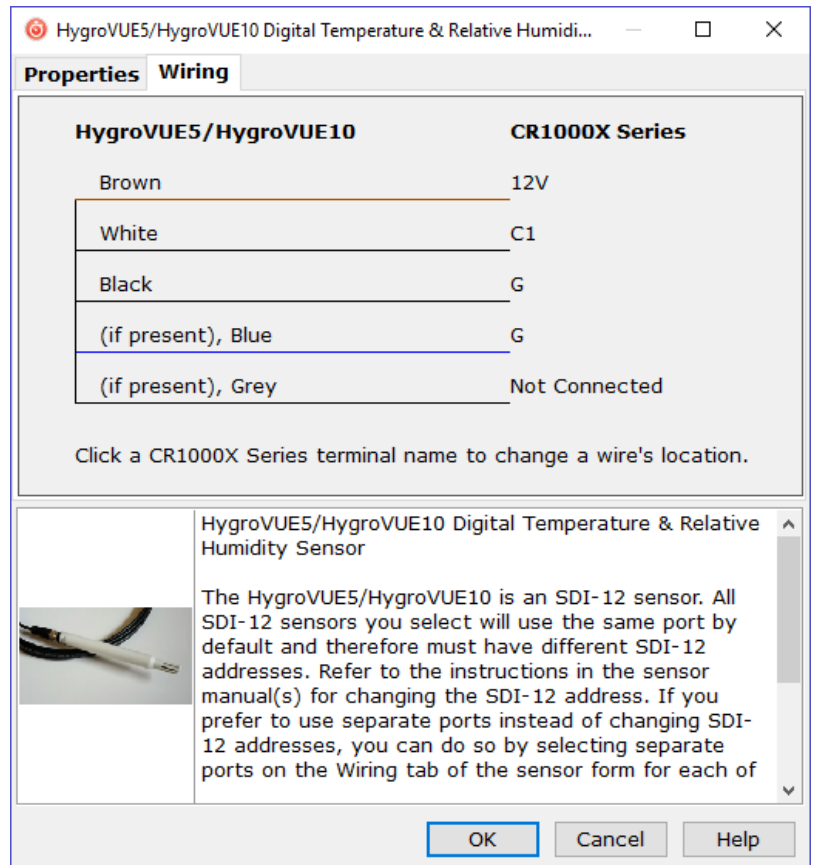 HygroVUE5/HygroVUE10 Digital Temperature & Relative Humidi...
Properties Wiring
HygroVUE5/HygroVUE10 CR1000X Series
Brown 12V
White C1
Black G
(if present), Blue G
(if present), Grey Not Connected
Click a CR1000X Series terminal name to change a wire's location.
HygroVUE5/HygroVUE10 Digital Temperature & Relative
Humidity Sensor
The HygroVUE5/HygroVUE10 is an SDI-12 sensor. All
SDI-12 sensors you select will use the same port by
default and therefore must have different SDI-12
addresses. Refer to the instructions in the sensor
manual(s) for changing the SDI-12 address. If you
prefer to use separate ports instead of changing SDI-
12 addresses, you can do so by selecting separate
ports on the Wiring tab of the sensor form for each of
OK Cancel Help